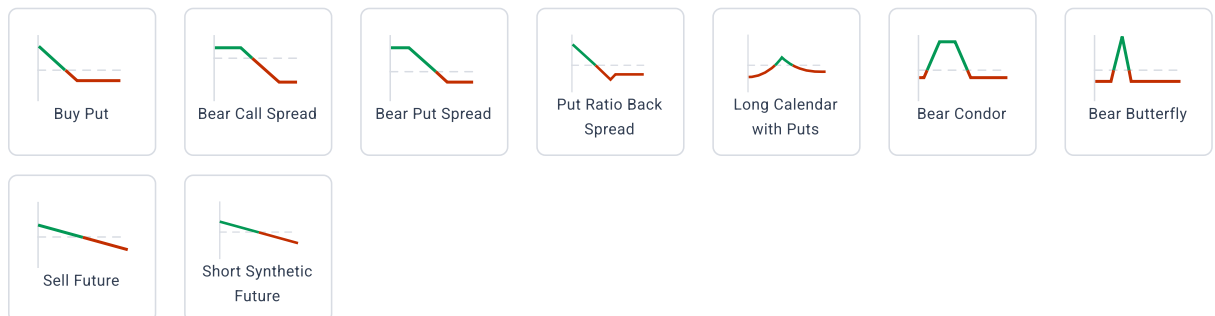 Buy Put
Bear Call Spread
Bear Put Spread
Put Ratio Back
Spread
Long Calendar
with Puts
Bear Condor
Bear Butterfly
Sell Future
Short Synthetic
Future